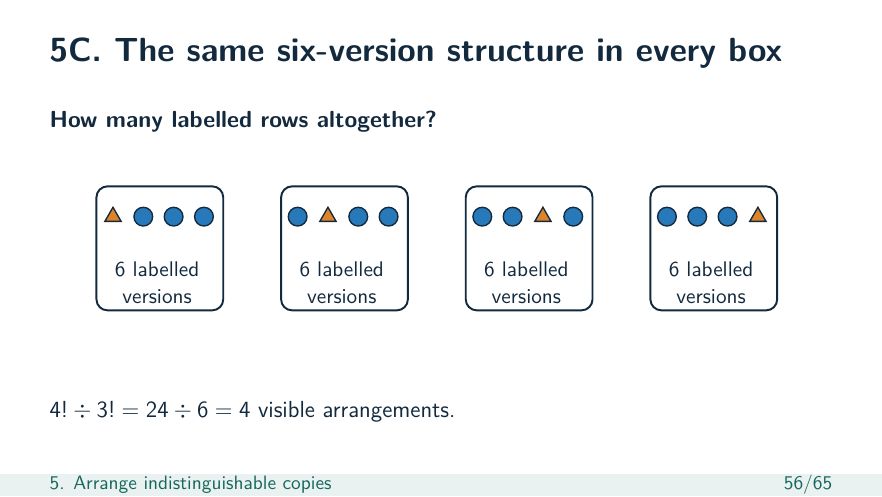 5C. The same six-version structure in every box
How many labelled rows altogether?
6 labelled
versions
6 labelled
versions
6 labelled
versions
6 labelled
versions
4! ÷ 3! = 24 ÷ 6 = 4 visible arrangements.
5. Arrange indistinguishable copies
56/65